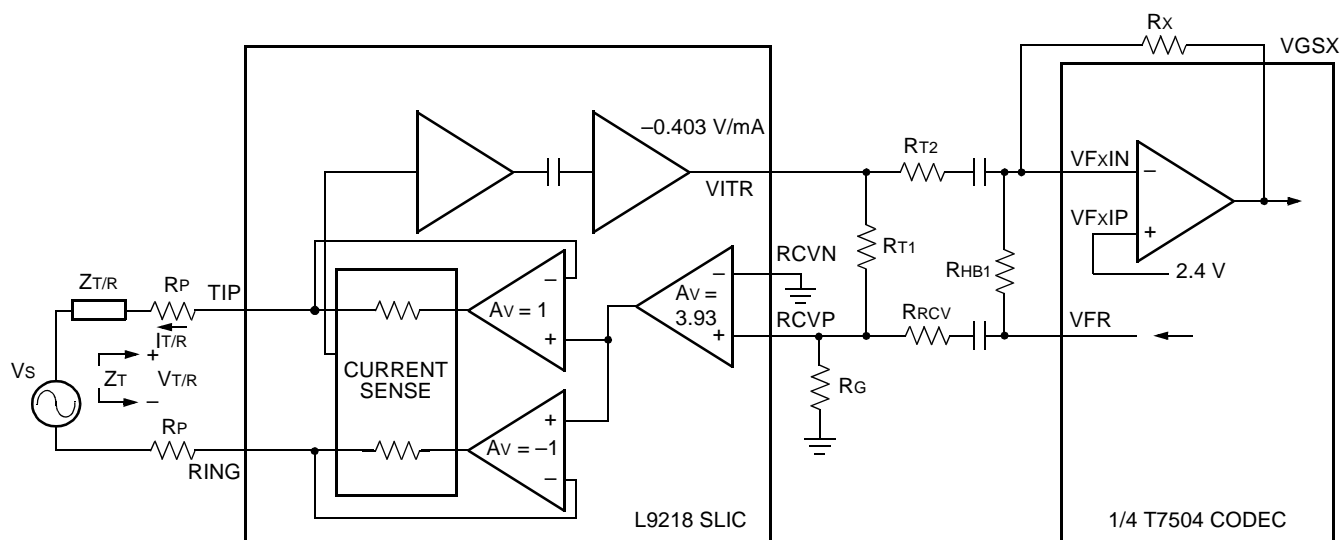 RX
VGSX
–0.403 V/mA
RT2
VFXIN
VITR
VFXIP
RT1
RHB1
2.4 V
RCVN
ZT/R
RP
TIP
AV = 1
AV =
3.93
RCVP
RRCV
VFR
IT/R
VS
ZT
VT/R
CURRENT
SENSE
RG
RP
AV = –1
RING
L9218 SLIC
1/4 T7504 CODEC
+
–
–
+
+
–
–
+
–
+